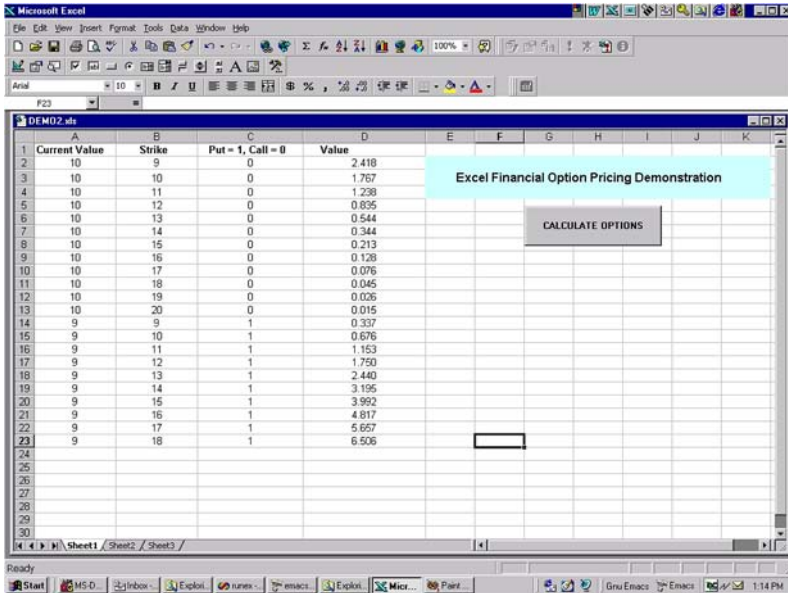 Microsoft Excel
File Edit View Insert Format Tools Data Window Help
100%
Arial 10 B I U $ % ,
F23 =
DEMO2.xls
A B C D E F G H I J K
1 Current Value Strike Put = 1, Call = 0 Value
2 10 9 0 2.418
3 10 10 0 1.767 Excel Financial Option Pricing Demonstration
4 10 11 0 1.238
5 10 12 0 0.835
6 10 13 0 0.544
7 10 14 0 0.344 CALCULATE OPTIONS
8 10 15 0 0.213
9 10 16 0 0.128
10 10 17 0 0.076
11 10 18 0 0.045
12 10 19 0 0.026
13 10 20 0 0.015
14 9 9 1 0.337
15 9 10 1 0.676
16 9 11 1 1.153
17 9 12 1 1.750
18 9 13 1 2.440
19 9 14 1 3.195
20 9 15 1 3.992
21 9 16 1 4.817
22 9 17 1 5.657
23 9 18 1 6.506
24
25
26
27
28
29
30
Sheet1 Sheet2 Sheet3
Ready
Start MS-D... Inbox -... Explori... runex -... emacs... Explori... Micr... Paint ... Gnu Emacs Emacs 1:14 PM